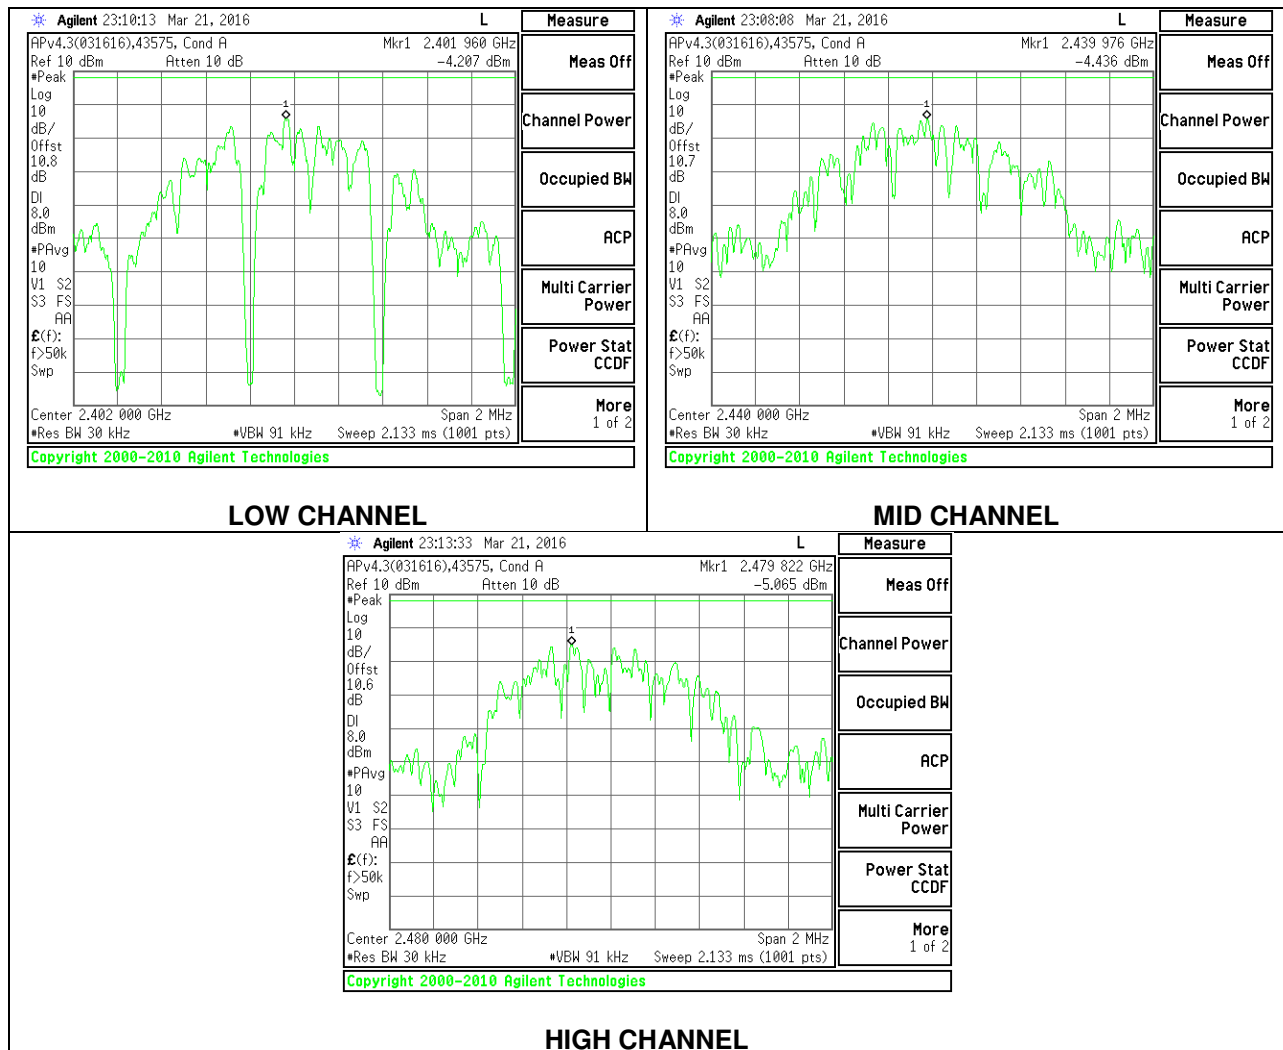 Agilent 23:10:13 Mar 21, 2016 L Measure
APv4.3(031616),43575, Cond A Mkr1 2.401 960 GHz
Ref 10 dBm Atten 10 dB -4.207 dBm
Meas Off
#Peak
Log
1
10
dB/
Channel Power
Offst
10.8
dB
Occupied BW
DI
8.0
dBm
ACP
#PAvg
10
V1 S2
Multi Carrier
S3 FS
Power
AA
£(f):
f>50k
Power Stat
CCDF
Swp
More
1 of 2
Center 2.402 000 GHz Span 2 MHz
#Res BW 30 kHz #VBW 91 kHz Sweep 2.133 ms (1001 pts)
Copyright 2000-2010 Agilent Technologies
LOW CHANNEL
Agilent 23:08:08 Mar 21, 2016 L Measure
APv4.3(031616),43575, Cond A Mkr1 2.439 976 GHz
Ref 10 dBm Atten 10 dB -4.436 dBm
Meas Off
#Peak
Log
1
10
dB/
Channel Power
Offst
10.7
dB
Occupied BW
DI
8.0
dBm
ACP
#PAvg
10
V1 S2
Multi Carrier
S3 FS
Power
AA
£(f):
f>50k
Power Stat
CCDF
Swp
More
1 of 2
Center 2.440 000 GHz Span 2 MHz
#Res BW 30 kHz #VBW 91 kHz Sweep 2.133 ms (1001 pts)
Copyright 2000-2010 Agilent Technologies
MID CHANNEL
Agilent 23:13:33 Mar 21, 2016 L Measure
APv4.3(031616),43575, Cond A Mkr1 2.479 822 GHz
Ref 10 dBm Atten 10 dB -5.065 dBm
Meas Off
#Peak
Log
1
10
dB/
Channel Power
Offst
10.6
dB
Occupied BW
DI
8.0
dBm
ACP
#PAvg
10
V1 S2
Multi Carrier
S3 FS
Power
AA
£(f):
f>50k
Power Stat
CCDF
Swp
More
1 of 2
Center 2.480 000 GHz Span 2 MHz
#Res BW 30 kHz #VBW 91 kHz Sweep 2.133 ms (1001 pts)
Copyright 2000-2010 Agilent Technologies
HIGH CHANNEL